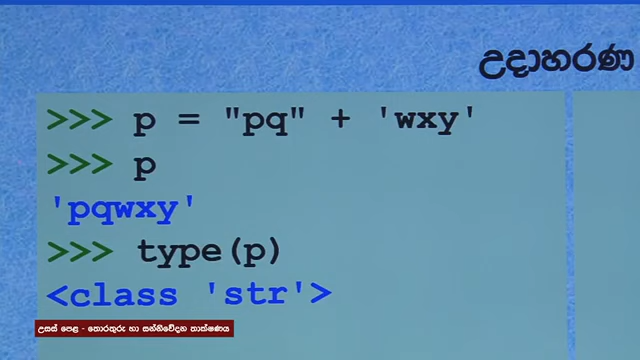 උදාහරණ
>>> p = "pq" + 'wxy'
>>> p
'pqwxy'
>>> type(p)
<class 'str'>
උසස් පෙළ - තොරතුරු හා සන්නිවේදන තාක්ෂණය